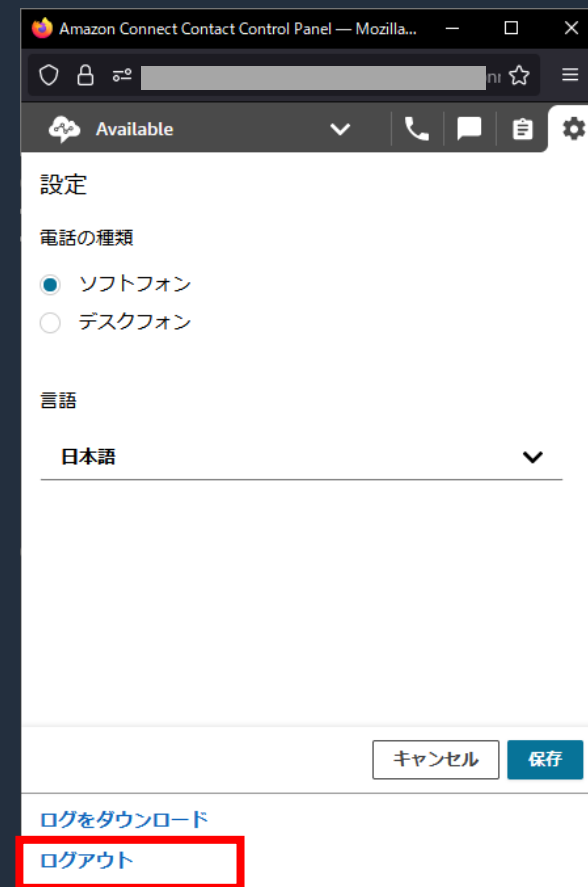 Amazon Connect Contact Control Panel — Mozilla...
Available
設定
電話の種類
ソフトフォン
デスクフォン
言語
日本語
キャンセル
保存
ログをダウンロード
ログアウト